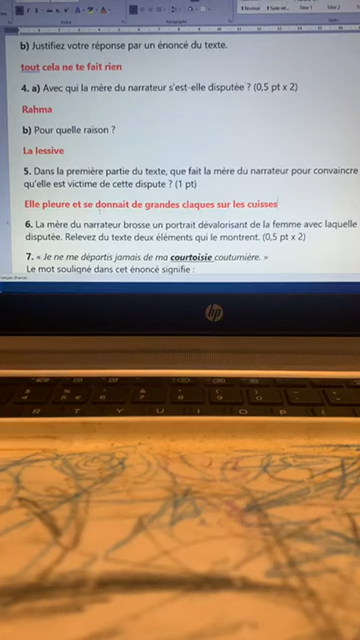 b) Justifiez votre réponse par un énoncé du texte.
tout cela ne te fait rien
4. a) Avec qui la mère du narrateur s'est-elle disputée ? (0,5 pt x 2)
Rahma
b) Pour quelle raison ?
La lessive
5. Dans la première partie du texte, que fait la mère du narrateur pour convaincre
qu'elle est victime de cette dispute ? (1 pt)
Elle pleure et se donnait de grandes claques sur les cuisses
6. La mère du narrateur brosse un portrait dévalorisant de la femme avec laquelle
disputée. Relevez du texte deux éléments qui le montrent. (0,5 pt x 2)
7. « Je ne me départis jamais de ma courtoisie coutumière. »
Le mot souligné dans cet énoncé signifie :
hp
R T Y U I O P